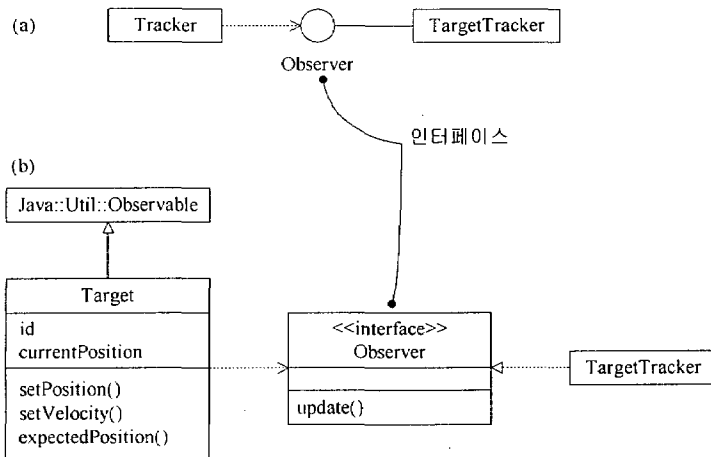 (a)
Tracker
TargetTracker
Observer
인터페이스
(b)
Java::Util::Observable
Target
id
currentPosition
setPosition()
setVelocity()
expectedPosition()
<<interface>>
Observer
update()
TargetTracker